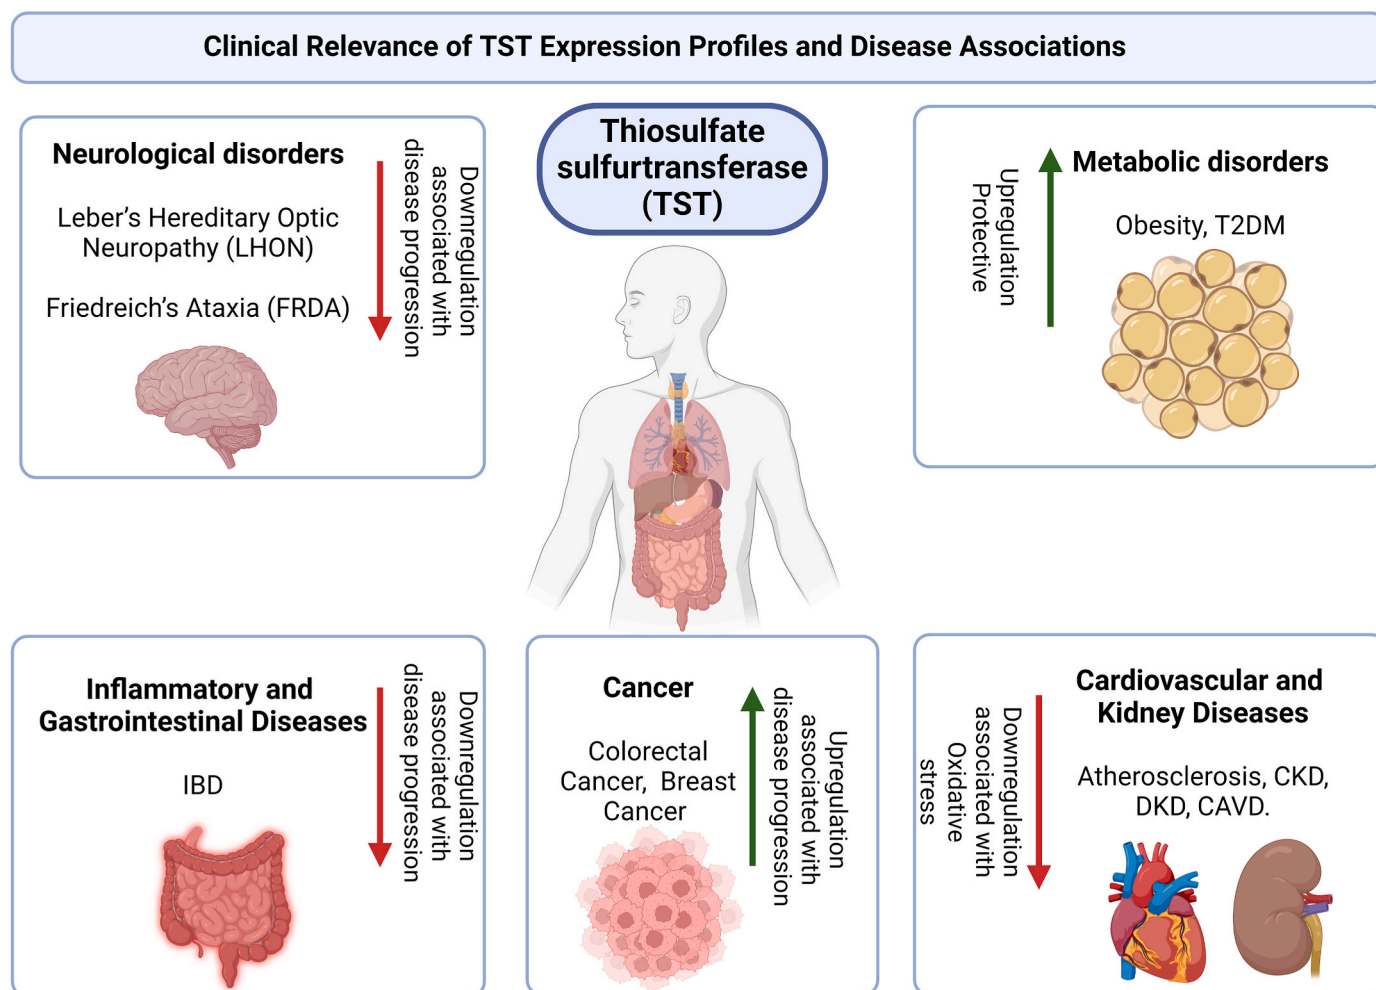 Clinical Relevance of TST Expression Profiles and Disease Associations
Thiosulfate
sulfurtransferase
(TST)
Neurological disorders
Leber's Hereditary Optic
Neuropathy (LHON)
Friedreich's Ataxia (FRDA)
Downregulation
associated with
disease progression
Metabolic disorders
Obesity, T2DM
Upregulation
Protective
Inflammatory and
Gastrointestinal Diseases
IBD
Downregulation
associated with
disease progression
Cancer
Colorectal
Cancer, Breast
Cancer
Upregulation
associated with
disease progression
Cardiovascular and
Kidney Diseases
Atherosclerosis, CKD,
DKD, CAVD.
Downregulation
associated with
Oxidative
stress